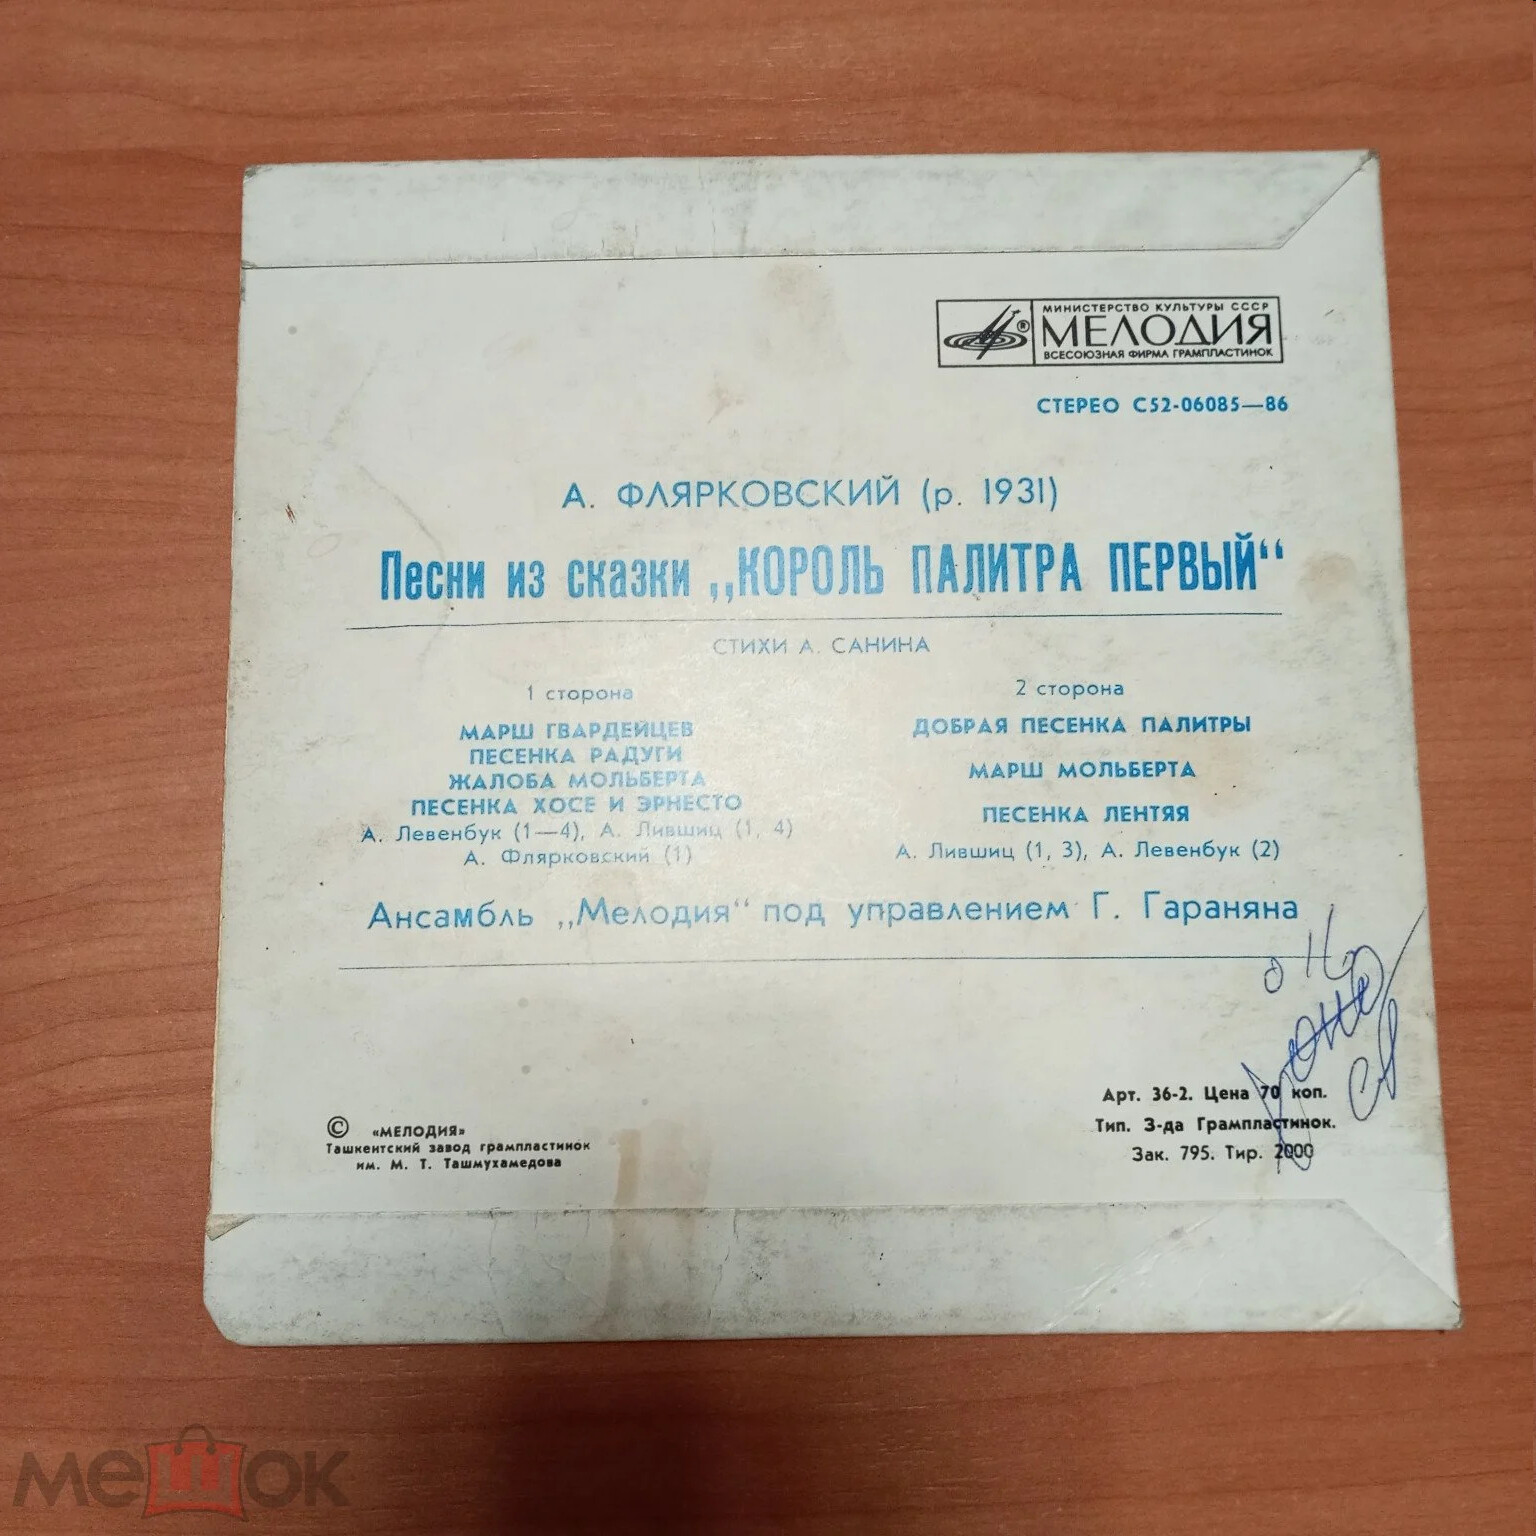 МИНИСТЕРСТВО КУЛЬТУРЫ СССР
МЕЛОДИЯ
ВСЕСОЮЗНАЯ ФИРМА ГРАМПЛАСТИНОК
СТЕРЕО С52-06085—86
А. ФЛЯРКОВСКИЙ (р. 1931)
Песни из сказки „КОРОЛЬ ПАЛИТРА ПЕРВЫЙ“
СТИХИ А. САНИНА
1 сторона
МАРШ ГВАРДЕЙЦЕВ
ПЕСЕНКА РАДУГИ
ЖАЛОБА МОЛЬБЕРТА
ПЕСЕНКА ХОСЕ И ЭРНЕСТО
А. Левенбук (1—4), А. Лившиц (1, 4)
А. Флярковский (1)
2 сторона
ДОБРАЯ ПЕСЕНКА ПАЛИТРЫ
МАРШ МОЛЬБЕРТА
ПЕСЕНКА ЛЕНТЯЯ
А. Лившиц (1, 3), А. Левенбук (2)
Ансамбль „Мелодия“ под управлением Г. Гараняна
© «МЕЛОДИЯ»
Ташкентский завод грампластинок
им. М. Т. Ташмухамедова
Арт. 36-2. Цена 70 коп.
Тип. З-да Грампластинок.
Зак. 795. Тир. 2000
мешок